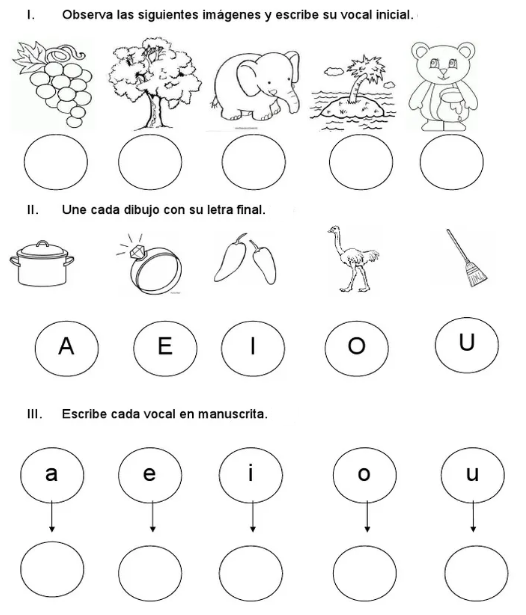 I. Observa las siguientes imágenes y escribe su vocal inicial.
II. Une cada dibujo con su letra final.
A E I O U
III. Escribe cada vocal en manuscrita.
a e i o u